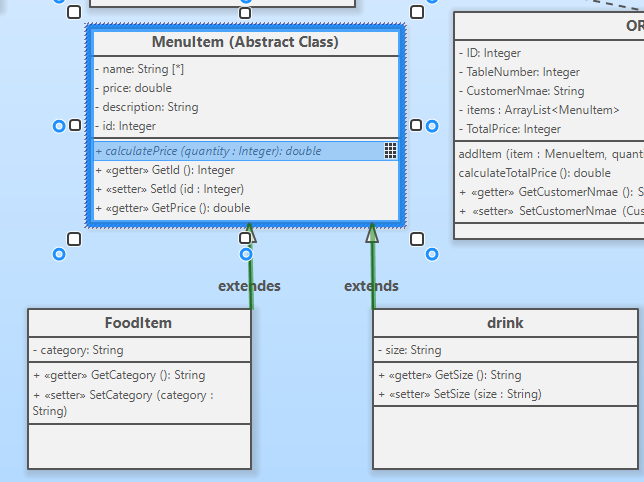 MenuItem (Abstract Class)
- name: String [*]
- price: double
- description: String
- id: Integer
+ calculatePrice (quantity : Integer): double
+ «getter» GetId (): Integer
+ «setter» SetId (id : Integer)
+ «getter» GetPrice (): double
OR
- ID: Integer
- TableNumber: Integer
- CustomerNmae: String
- items : ArrayList<MenuItem>
- TotalPrice: Integer
addItem (item : MenueItem, quant
calculateTotalPrice (): double
+ «getter» GetCustomerNmae (): S
+ «setter» SetCustomerNmae (Cus
extendes
extends
FoodItem
- category: String
+ «getter» GetCategory (): String
+ «setter» SetCategory (category :
String)
drink
- size: String
+ «getter» GetSize (): String
+ «setter» SetSize (size : String)